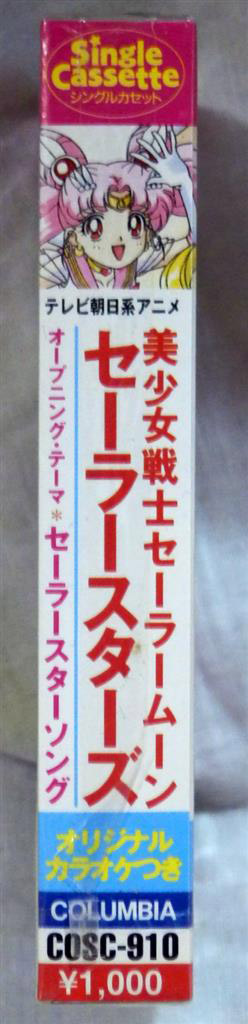 Single
Cassette
シングルカセット
テレビ朝日系アニメ
美少女戦士セーラームーン
セーラースターズ
オープニング・テーマ*セーラースターソング
オリジナル
カラオケつき
COLUMBIA
COSC-910
¥1,000